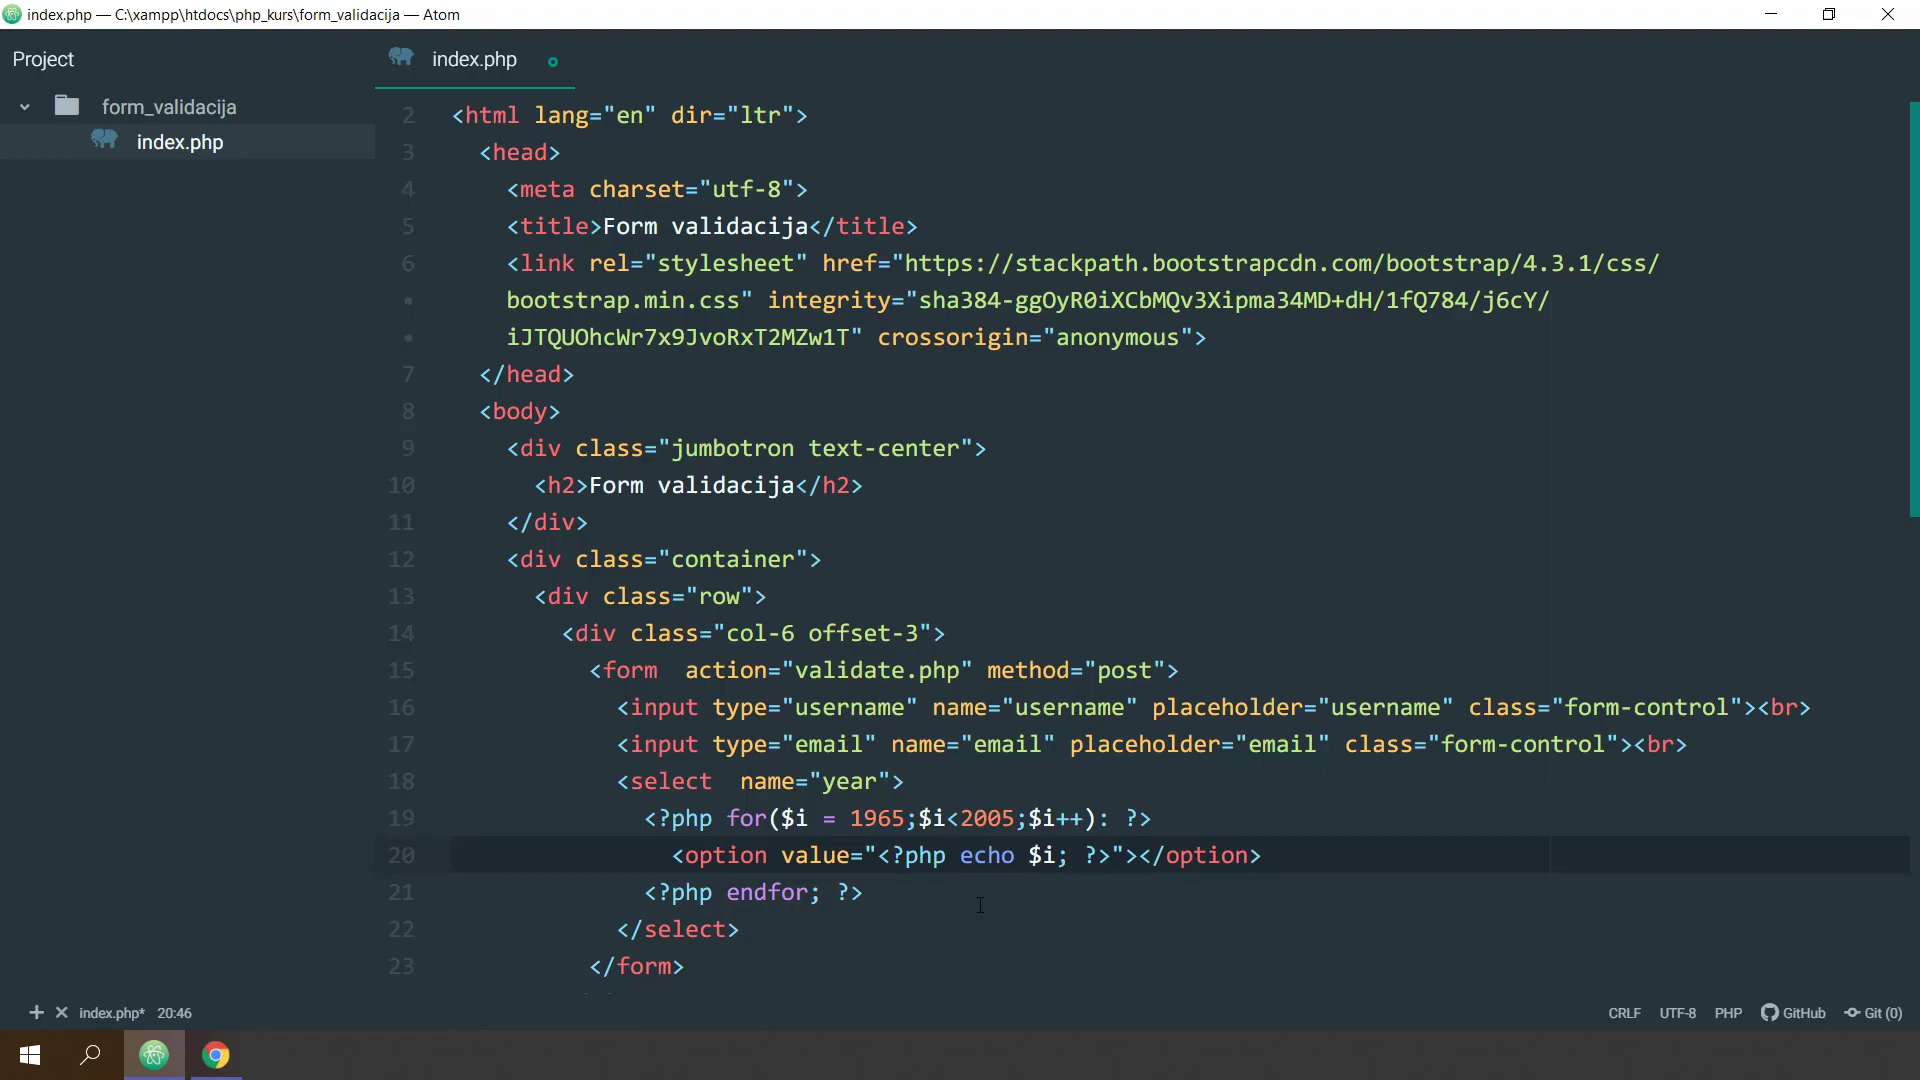 index.php — C:\xampp\htdocs\php_kurs\form_validacija — Atom
Project
form_validacija
index.php
index.php
2 <html lang="en" dir="ltr">
3 <head>
4 <meta charset="utf-8">
5 <title>Form validacija</title>
6 <link rel="stylesheet" href="https://stackpath.bootstrapcdn.com/bootstrap/4.3.1/css/
bootstrap.min.css" integrity="sha384-ggOyR0iXCbMQv3Xipma34MD+dH/1fQ784/j6cY/
iJTQUOhcWr7x9JvoRxT2MZw1T" crossorigin="anonymous">
7 </head>
8 <body>
9 <div class="jumbotron text-center">
10 <h2>Form validacija</h2>
11 </div>
12 <div class="container">
13 <div class="row">
14 <div class="col-6 offset-3">
15 <form  action="validate.php" method="post">
16 <input type="username" name="username" placeholder="username" class="form-control"><br>
17 <input type="email" name="email" placeholder="email" class="form-control"><br>
18 <select  name="year">
19 <?php for($i = 1965;$i<2005;$i++): ?>
20 <option value="<?php echo $i; ?>"></option>
21 <?php endfor; ?>
22 </select>
23 </form>
index.php* 20:46
CRLF UTF-8 PHP GitHub Git (0)